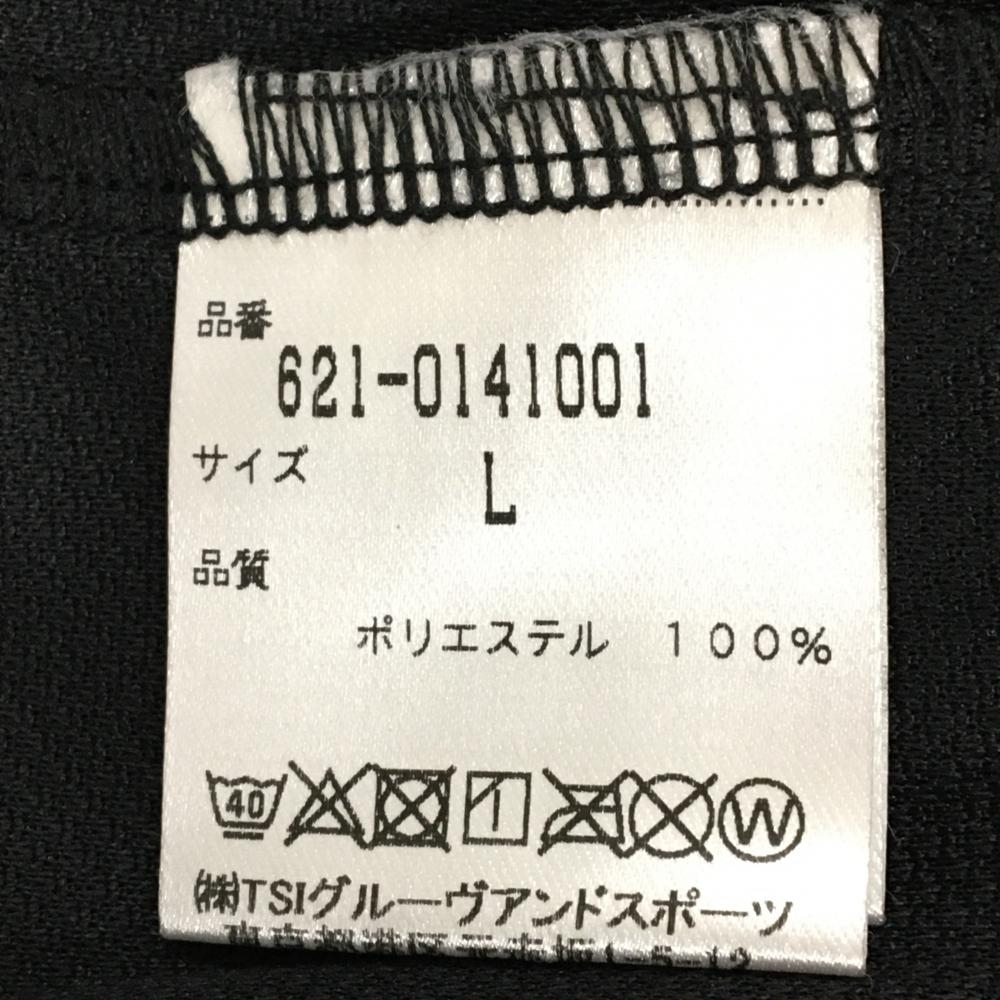 品番
621-0141001
サイズ
L
品質
ポリエステル 100%
40
W
(株)TSIグルーヴアンドスポーツ